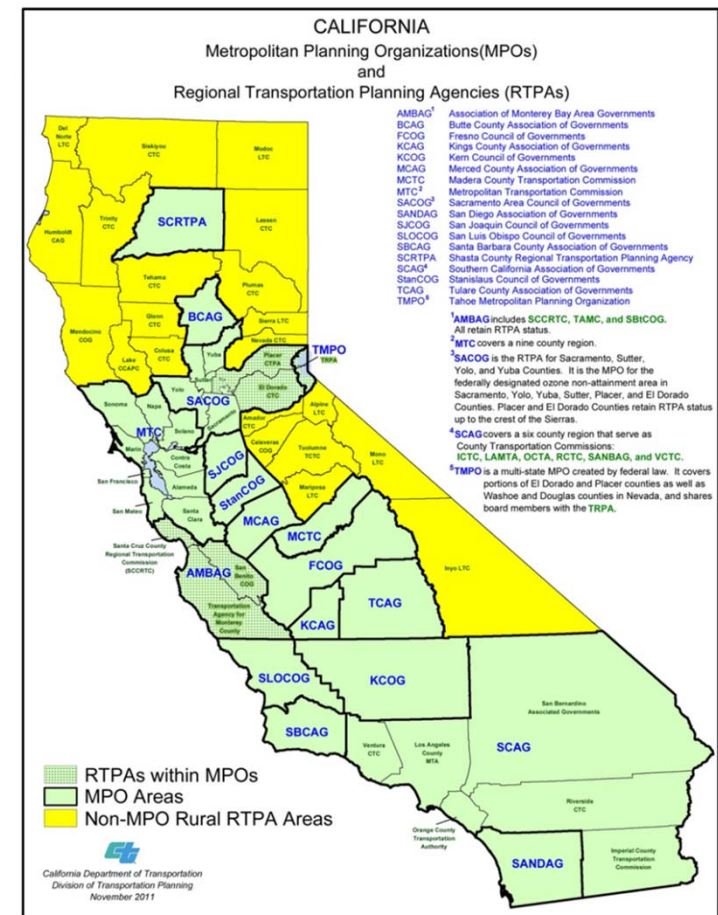 CALIFORNIA
Metropolitan Planning Organizations(MPOs)
and
Regional Transportation Planning Agencies (RTPAs)
AMBAG¹ Association of Monterey Bay Area Governments
BCAG Butte County Association of Governments
FCOG Fresno Council of Governments
KCAG Kings County Association of Governments
KCOG Kern Council of Governments
MCAG Merced County Association of Governments
MCTC Madera County Transportation Commission
MTC² Metropolitan Transportation Commission
SACOG³ Sacramento Area Council of Governments
SANDAG San Diego Association of Governments
SJCOG San Joaquin Council of Governments
SLOCOG San Luis Obispo Council of Governments
SBCAG Santa Barbara County Association of Governments
SCRTPA Shasta County Regional Transportation Planning Agency
SCAG⁴ Southern California Association of Governments
StanCOG Stanislaus Council of Governments
TCAG Tulare County Association of Governments
TMPO⁵ Tahoe Metropolitan Planning Organization
¹AMBAG includes SCCRTC, TAMC, and SBtCOG.
All retain RTPA status.
²MTC covers a nine county region.
³SACOG is the RTPA for Sacramento, Sutter,
Yolo, and Yuba Counties. It is the MPO for the
federally designated ozone non-attainment area in
Sacramento, Yolo, Yuba, Sutter, Placer, and El Dorado
Counties. Placer and El Dorado Counties retain RTPA status
up to the crest of the Sierras.
⁴SCAG covers a six county region that serve as
County Transportation Commissions:
ICTC, LAMTA, OCTA, RCTC, SANBAG, and VCTC.
⁵TMPO is a multi-state MPO created by federal law. It covers
portions of El Dorado and Placer counties as well as
Washoe and Douglas counties in Nevada, and shares
board members with the TRPA.
Del
Norte
LTC
Siskiyou
CTC
Modoc
LTC
Humboldt
CAG
Trinity
CTC
SCRTPA
Lassen
CTC
Tehama
CTC
Plumas
CTC
Mendocino
COG
Glenn
CTC
BCAG
Sierra LTC
Nevada CTC
Lake
CCAPC
Colusa
CTC
Yuba
Sutter
Placer
CTPA
TMPO
TRPA
El Dorado
CTC
Yolo
SACOG
Sacramento
Sonoma
Napa
Solano
MTC
Marin
Contra
Costa
Alameda
San Francisco
San Mateo
Santa
Clara
Amador
CTC
Alpine
LTC
Calaveras
COG
Tuolumne
TCTC
Mono
LTC
Mariposa
LTC
SJCOG
StanCOG
MCAG
MCTC
Santa Cruz County
Regional Transportation
Commission
(SCCRTC)
AMBAG
San
Benito
COG
Transportation
Agency for
Monterey
County
FCOG
Inyo LTC
KCAG
TCAG
SLOCOG
KCOG
SBCAG
San Bernardino
Associated Governments
Ventura
CTC
Los Angeles
County
MTA
SCAG
Riverside
CTC
Orange County
Transportation
Authority
SANDAG
Imperial County
Transportation
Commission
RTPAs within MPOs
MPO Areas
Non-MPO Rural RTPA Areas
California Department of Transportation
Division of Transportation Planning
November 2011